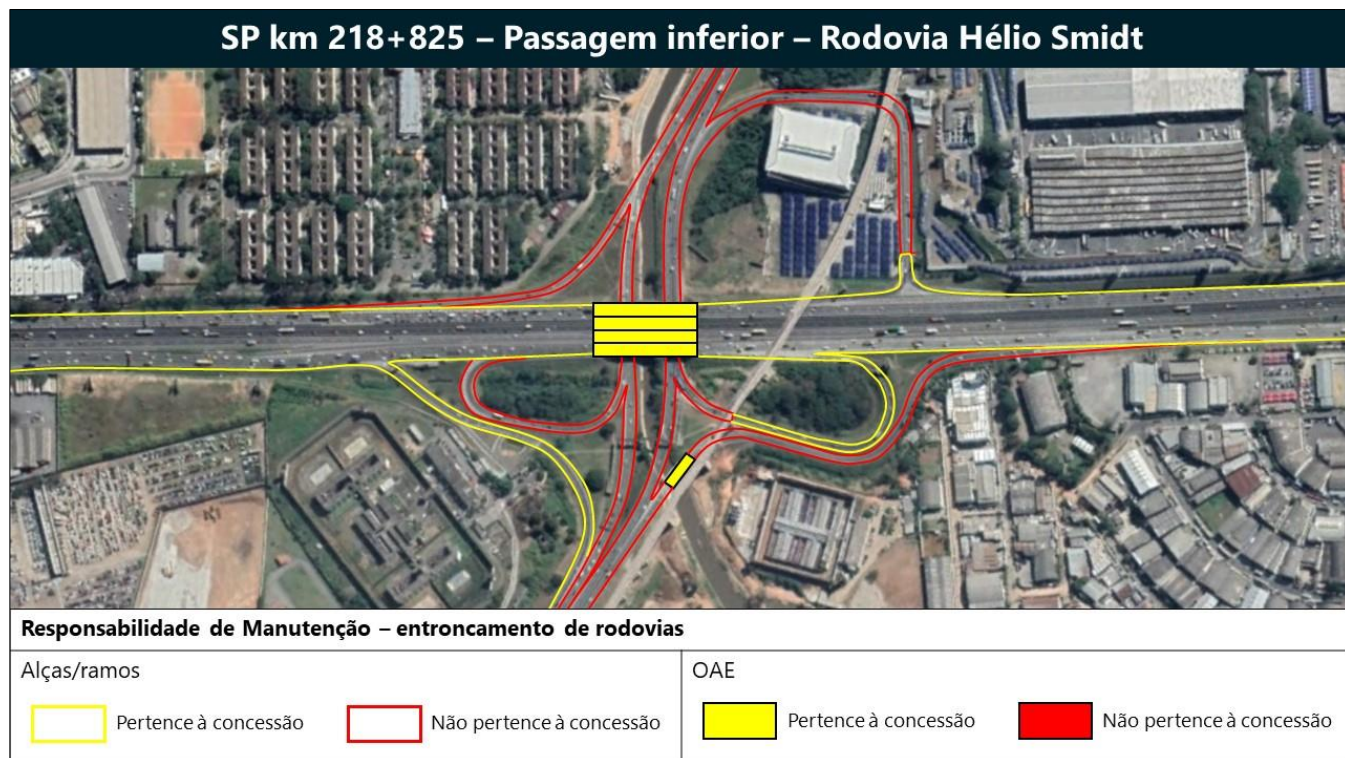 SP km 218+825 – Passagem inferior – Rodovia Hélio Smidt
Responsabilidade de Manutenção – entroncamento de rodovias
Alças/ramos
OAE
Pertence à concessão
Não pertence à concessão
Pertence à concessão
Não pertence à concessão